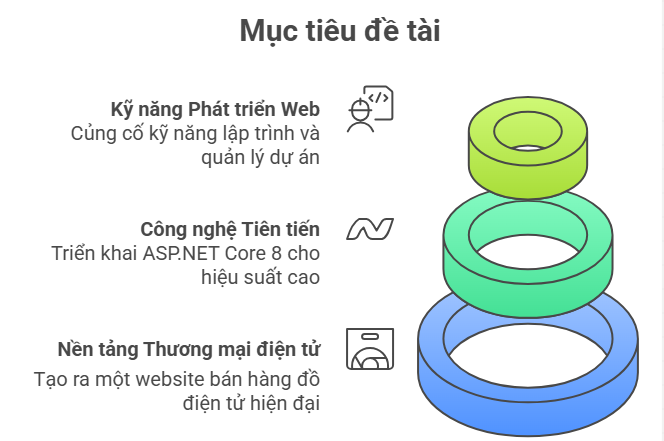 Mục tiêu đề tài
Kỹ năng Phát triển Web
Củng cố kỹ năng lập trình và
quản lý dự án
Công nghệ Tiên tiến
Triển khai ASP.NET Core 8 cho
hiệu suất cao
Nền tảng Thương mại điện tử
Tạo ra một website bán hàng đồ
điện tử hiện đại